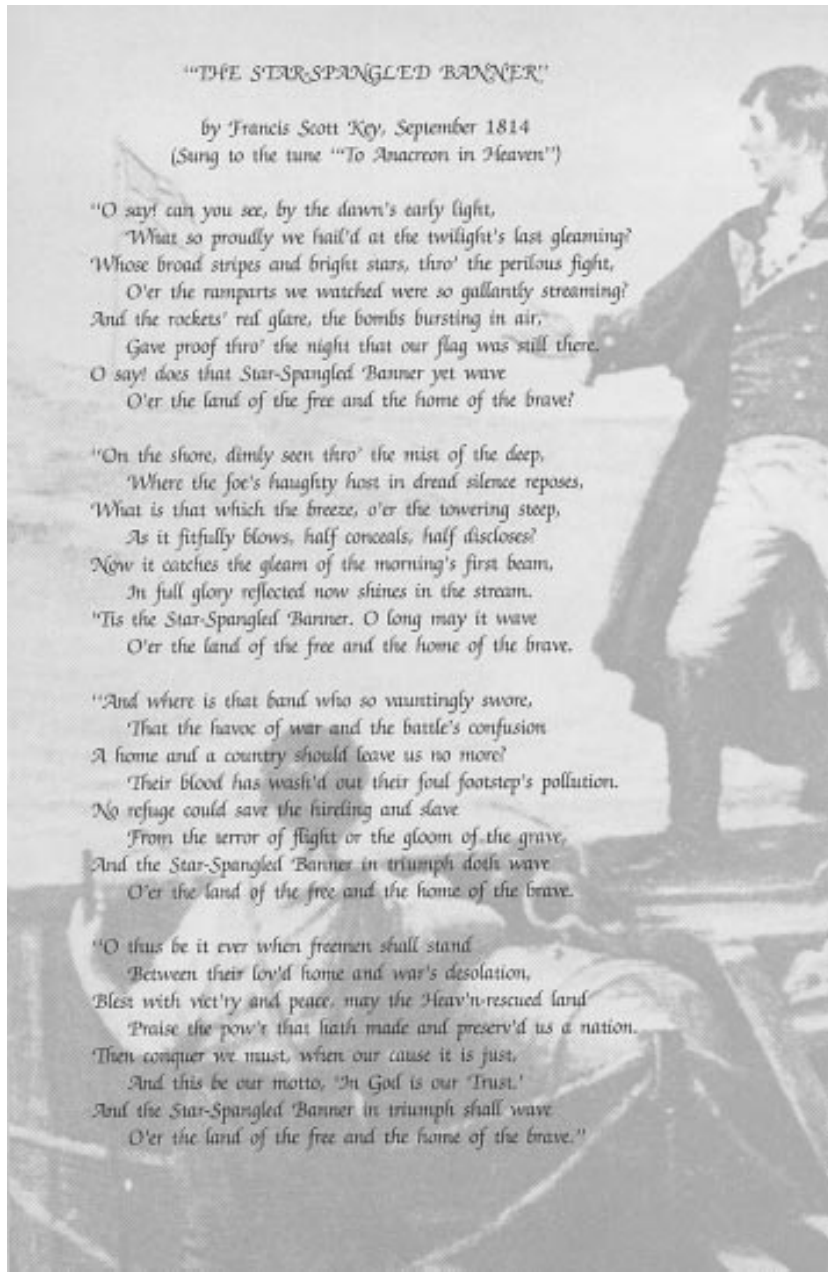 "THE STAR-SPANGLED BANNER"
by Francis Scott Key, September 1814
(Sung to the tune "To Anacreon in Heaven")
"O say! can you see, by the dawn's early light,
What so proudly we hail'd at the twilight's last gleaming?
Whose broad stripes and bright stars, thro' the perilous fight,
O'er the ramparts we watched were so gallantly streaming?
And the rockets' red glare, the bombs bursting in air,
Gave proof thro' the night that our flag was still there.
O say! does that Star-Spangled Banner yet wave
O'er the land of the free and the home of the brave?
"On the shore, dimly seen thro' the mist of the deep,
Where the foe's haughty host in dread silence reposes,
What is that which the breeze, o'er the towering steep,
As it fitfully blows, half conceals, half discloses?
Now it catches the gleam of the morning's first beam,
In full glory reflected now shines in the stream.
'Tis the Star-Spangled Banner. O long may it wave
O'er the land of the free and the home of the brave.
"And where is that band who so vauntingly swore,
That the havoc of war and the battle's confusion
A home and a country should leave us no more?
Their blood has wash'd out their foul footstep's pollution.
No refuge could save the hireling and slave
From the terror of flight or the gloom of the grave,
And the Star-Spangled Banner in triumph doth wave
O'er the land of the free and the home of the brave.
"O thus be it ever when freemen shall stand
Between their lov'd home and war's desolation,
Blest with vict'ry and peace, may the Heav'n-rescued land
Praise the pow'r that hath made and preserv'd us a nation.
Then conquer we must, when our cause it is just,
And this be our motto, 'In God is our Trust.'
And the Star-Spangled Banner in triumph shall wave
O'er the land of the free and the home of the brave."